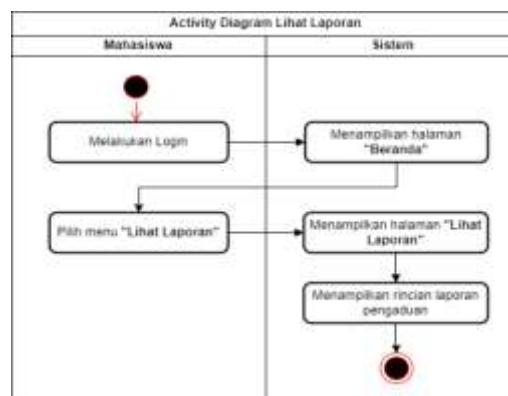 Activity Diagram Lihat Laporan
Mahasiswa
Sistem
Melakukan Login
Menampilkan halaman
"Beranda"
Pilih menu "Lihat Laporan"
Menampilkan halaman "Lihat
Laporan"
Menampilkan rincian laporan
pengaduan